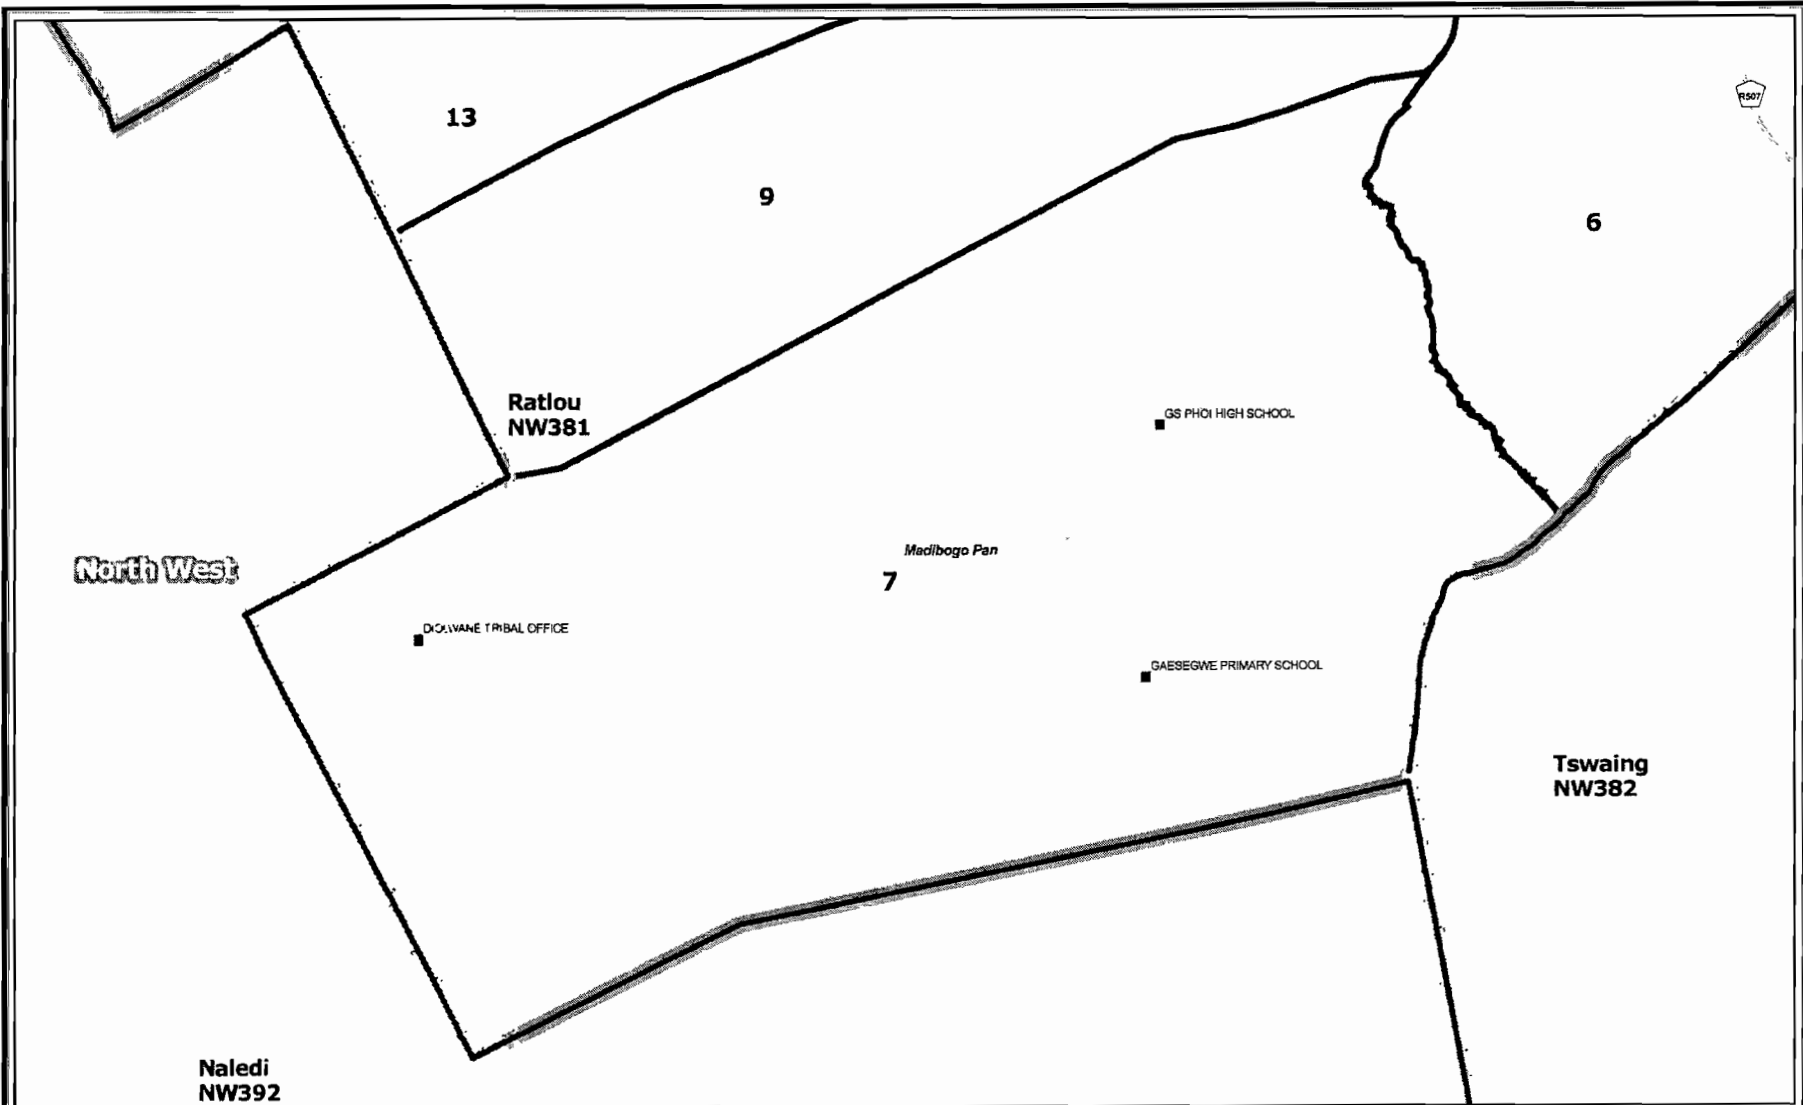 13
R507
9
6
Ratlou
NW381
GS PHOI HIGH SCHOOL
Madibogo Pan
North West
7
TRIBAL OFFICE
GAESEGWE PRIMARY SCHOOL
Tswaing
NW382
Naledi
NW392